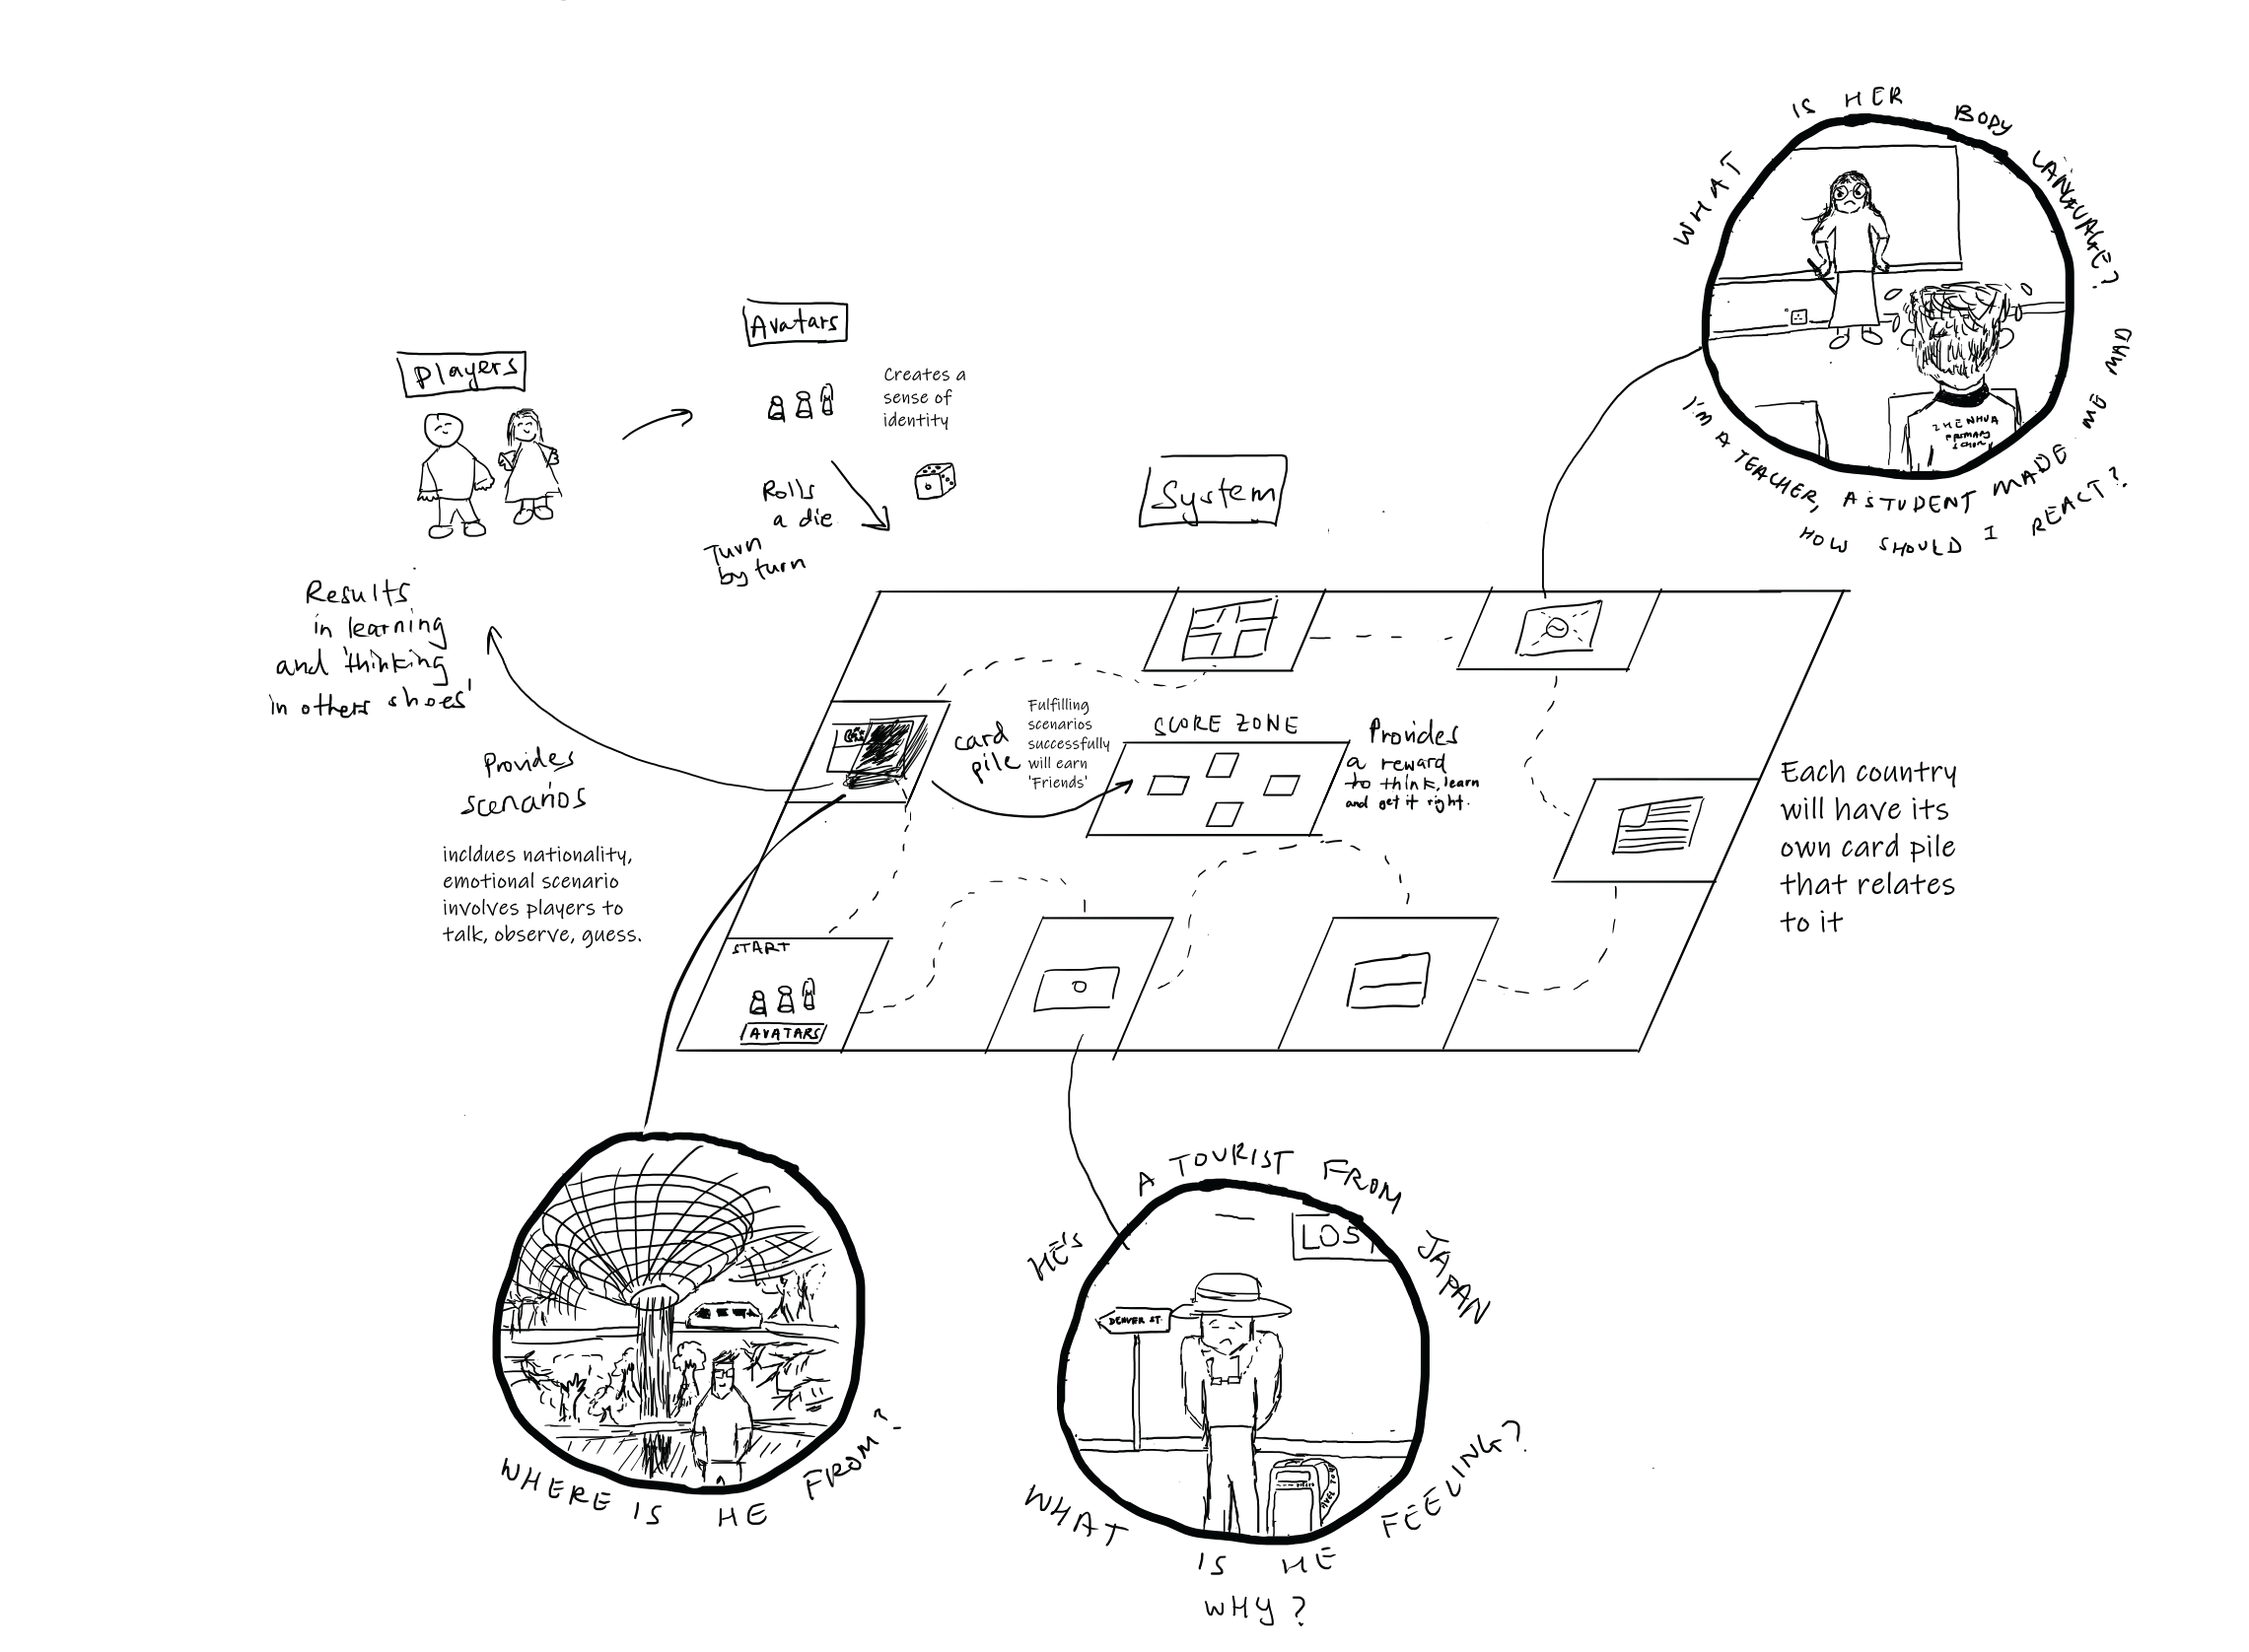 WHAT IS HER BODY LANGUAGE?
I'M A TEACHER, A STUDENT MADE ME MAD
HOW SHOULD I REACT?
ZHENHUA
PRIMARY
SCHOOL
Avatars
Players
Creates a
sense of
identity
Rolls
a die
Turn
by turn
System
Results
in learning
and 'thinking
in others shoes'
Provides
scenarios
incldues nationality,
emotional scenario
involves players to
talk, observe, guess.
card
pile
Fulfilling
scenarios
successfully
will earn
'Friends'
SCORE ZONE
Provides
a reward
to think, learn
and get it right.
Each country
will have its
own card pile
that relates
to it
START
AVATARS
WHERE IS HE FROM?
HE'S A TOURIST FROM JAPAN
LOST
DENVER ST.
WHAT IS HE FEELING?
WHY?